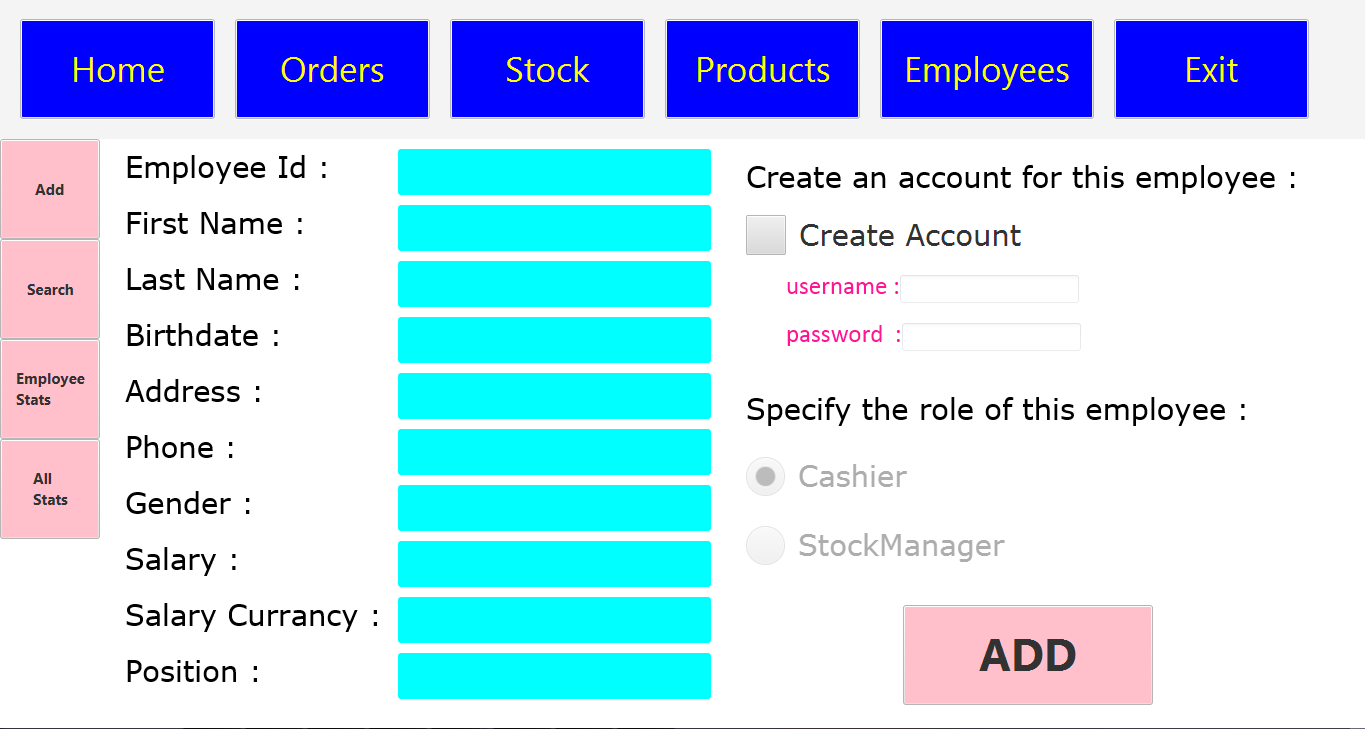 Home Orders Stock Products Employees Exit
Add
Search
Employee
Stats
All
Stats
Employee Id :
First Name :
Last Name :
Birthdate :
Address :
Phone :
Gender :
Salary :
Salary Currancy :
Position :
Create an account for this employee :
Create Account
username :
password :
Specify the role of this employee :
Cashier
StockManager
ADD